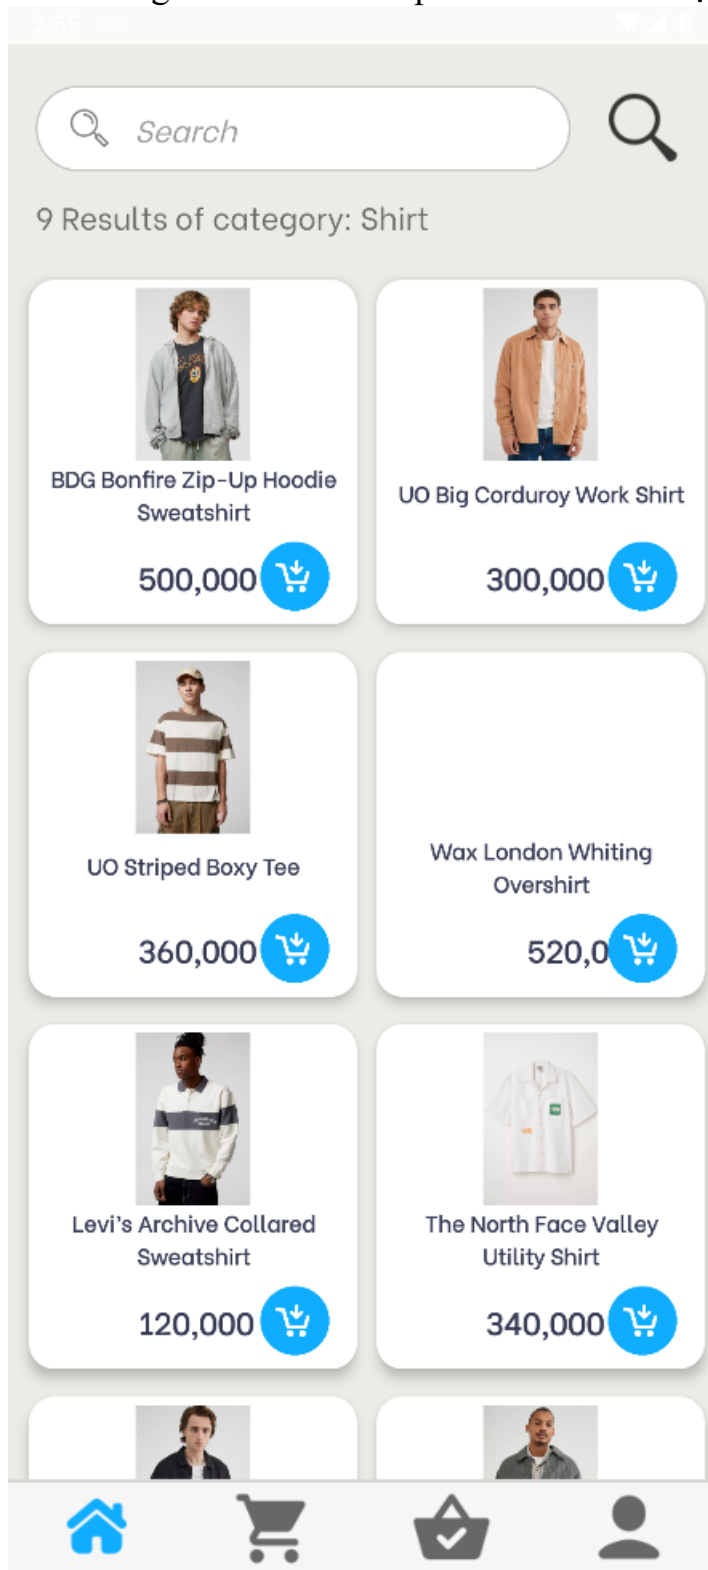 2:55
Search
9 Results of category: Shirt
BDG Bonfire Zip-Up Hoodie
Sweatshirt
500,000
UO Big Corduroy Work Shirt
300,000
UO Striped Boxy Tee
360,000
Wax London Whiting
Overshirt
520,0
Levi's Archive Collared
Sweatshirt
120,000
The North Face Valley
Utility Shirt
340,000